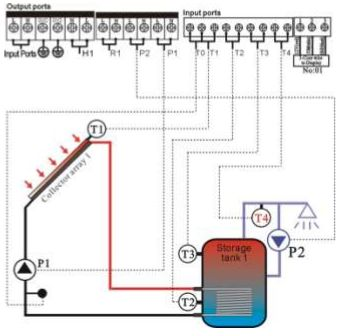 Output ports
Input ports
Input Ports H1 R1 P2 P1 T0 T1 T2 T3 T4
No:01
T1
Collector array 1
T4
P1
T3
Storage tank 1
P2
T2